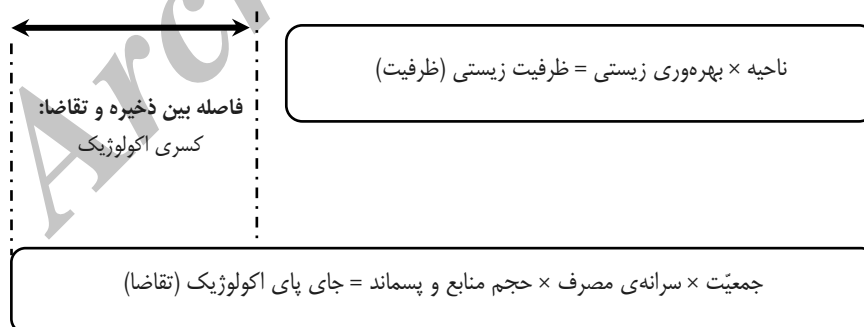 ناحیه × بهره‌وری زیستی = ظرفیت زیستی (ظرفیت)
فاصله بین ذخیره و تقاضا:
کسری اکولوژیک
جمعیّت × سرانه‌ی مصرف × حجم منابع و پسماند = جای پای اکولوژیک (تقاضا)